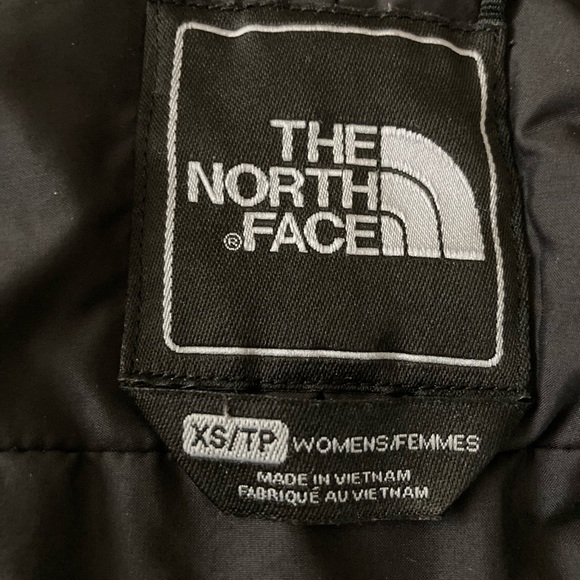 THE
NORTH
®FACE
XS/TP WOMENS/FEMMES
MADE IN VIETNAM
FABRIQUÉ AU VIETNAM